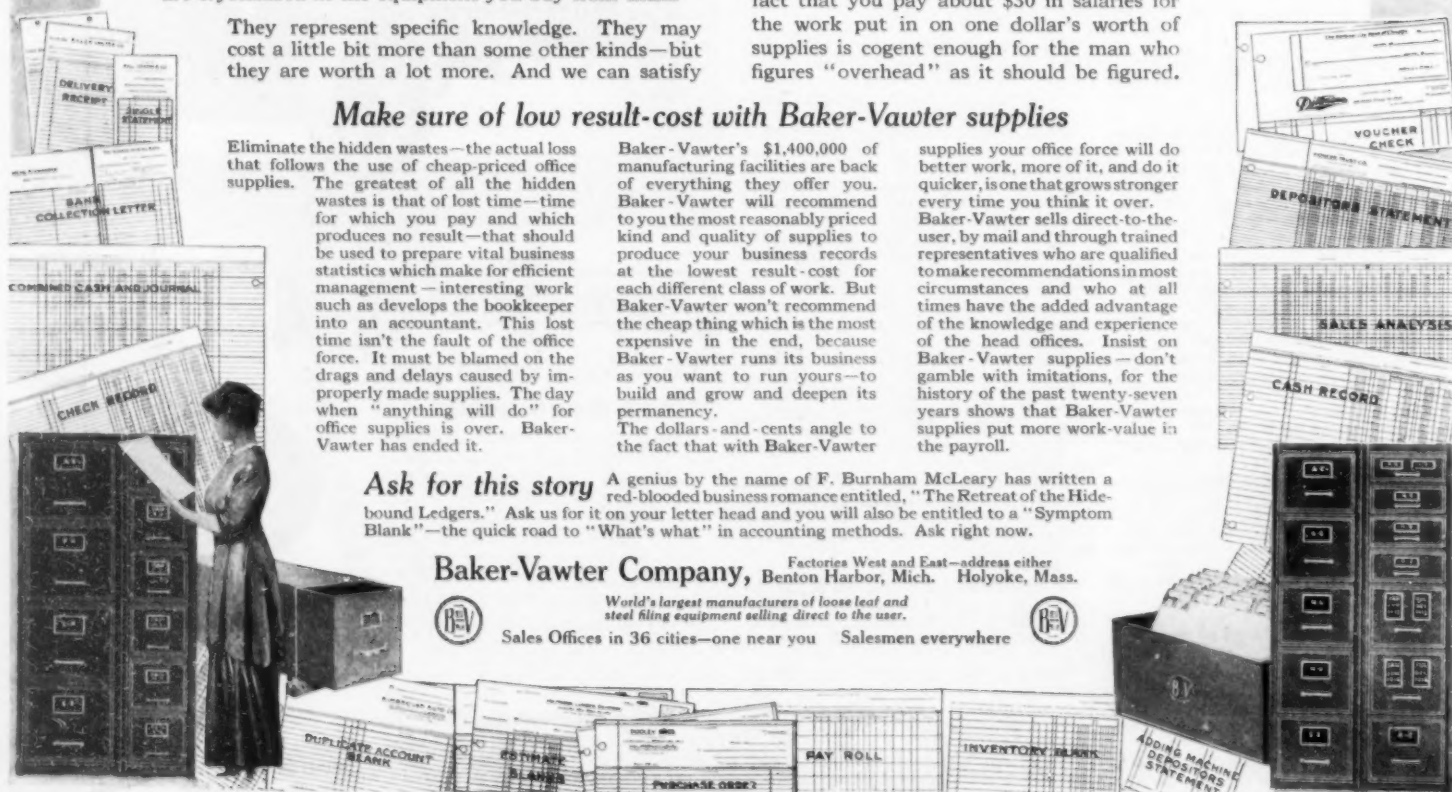 They represent specific knowledge. They may
cost a little bit more than some other kinds—but
they are worth a lot more. And we can satisfy
fact that you pay about $30 in salaries for
the work put in on one dollar's worth of
supplies is cogent enough for the man who
figures "overhead" as it should be figured.
Make sure of low result-cost with Baker-Vawter supplies
Eliminate the hidden wastes—the actual loss
that follows the use of cheap-priced office
supplies. The greatest of all the hidden
wastes is that of lost time—time
for which you pay and which
produces no result—that should
be used to prepare vital business
statistics which make for efficient
management—interesting work
such as develops the bookkeeper
into an accountant. This lost
time isn't the fault of the office
force. It must be blamed on the
drags and delays caused by im-
properly made supplies. The day
when "anything will do" for
office supplies is over. Baker-
Vawter has ended it.
Baker-Vawter's $1,400,000 of
manufacturing facilities are back
of everything they offer you.
Baker-Vawter will recommend
to you the most reasonably priced
kind and quality of supplies to
produce your business records
at the lowest result-cost for
each different class of work. But
Baker-Vawter won't recommend
the cheap thing which is the most
expensive in the end, because
Baker-Vawter runs its business
as you want to run yours—to
build and grow and deepen its
permanency.
The dollars-and-cents angle to
the fact that with Baker-Vawter
supplies your office force will do
better work, more of it, and do it
quicker, is one that grows stronger
every time you think it over.
Baker-Vawter sells direct-to-the-
user, by mail and through trained
representatives who are qualified
to make recommendations in most
circumstances and who at all
times have the added advantage
of the knowledge and experience
of the head offices. Insist on
Baker-Vawter supplies—don't
gamble with imitations, for the
history of the past twenty-seven
years shows that Baker-Vawter
supplies put more work-value in
the payroll.
Ask for this story A genius by the name of F. Burnham McLeary has written a
red-blooded business romance entitled, "The Retreat of the Hide-
bound Ledgers." Ask us for it on your letter head and you will also be entitled to a "Symptom
Blank"—the quick road to "What's what" in accounting methods. Ask right now.
Baker-Vawter Company, Factories West and East—address either
Benton Harbor, Mich. Holyoke, Mass.
World's largest manufacturers of loose leaf and
steel filing equipment selling direct to the user.
Sales Offices in 36 cities—one near you Salesmen everywhere
DELIVERY
RECEIPT
SINGLE
STATEMENT
BANK
COLLECTION LETTER
COMBINED CASH AND JOURNAL
CHECK RECORD
VOUCHER
CHECK
DEPOSITORS STATEMENT
SALES ANALYSIS
CASH RECORD
DUPLICATE ACCOUNT
BLANK
ESTIMATE
BLANKS
PURCHASE ORDER
PAY ROLL
INVENTORY BLANK
ADDING MACHINE
DEPOSITORS
STATEMENT